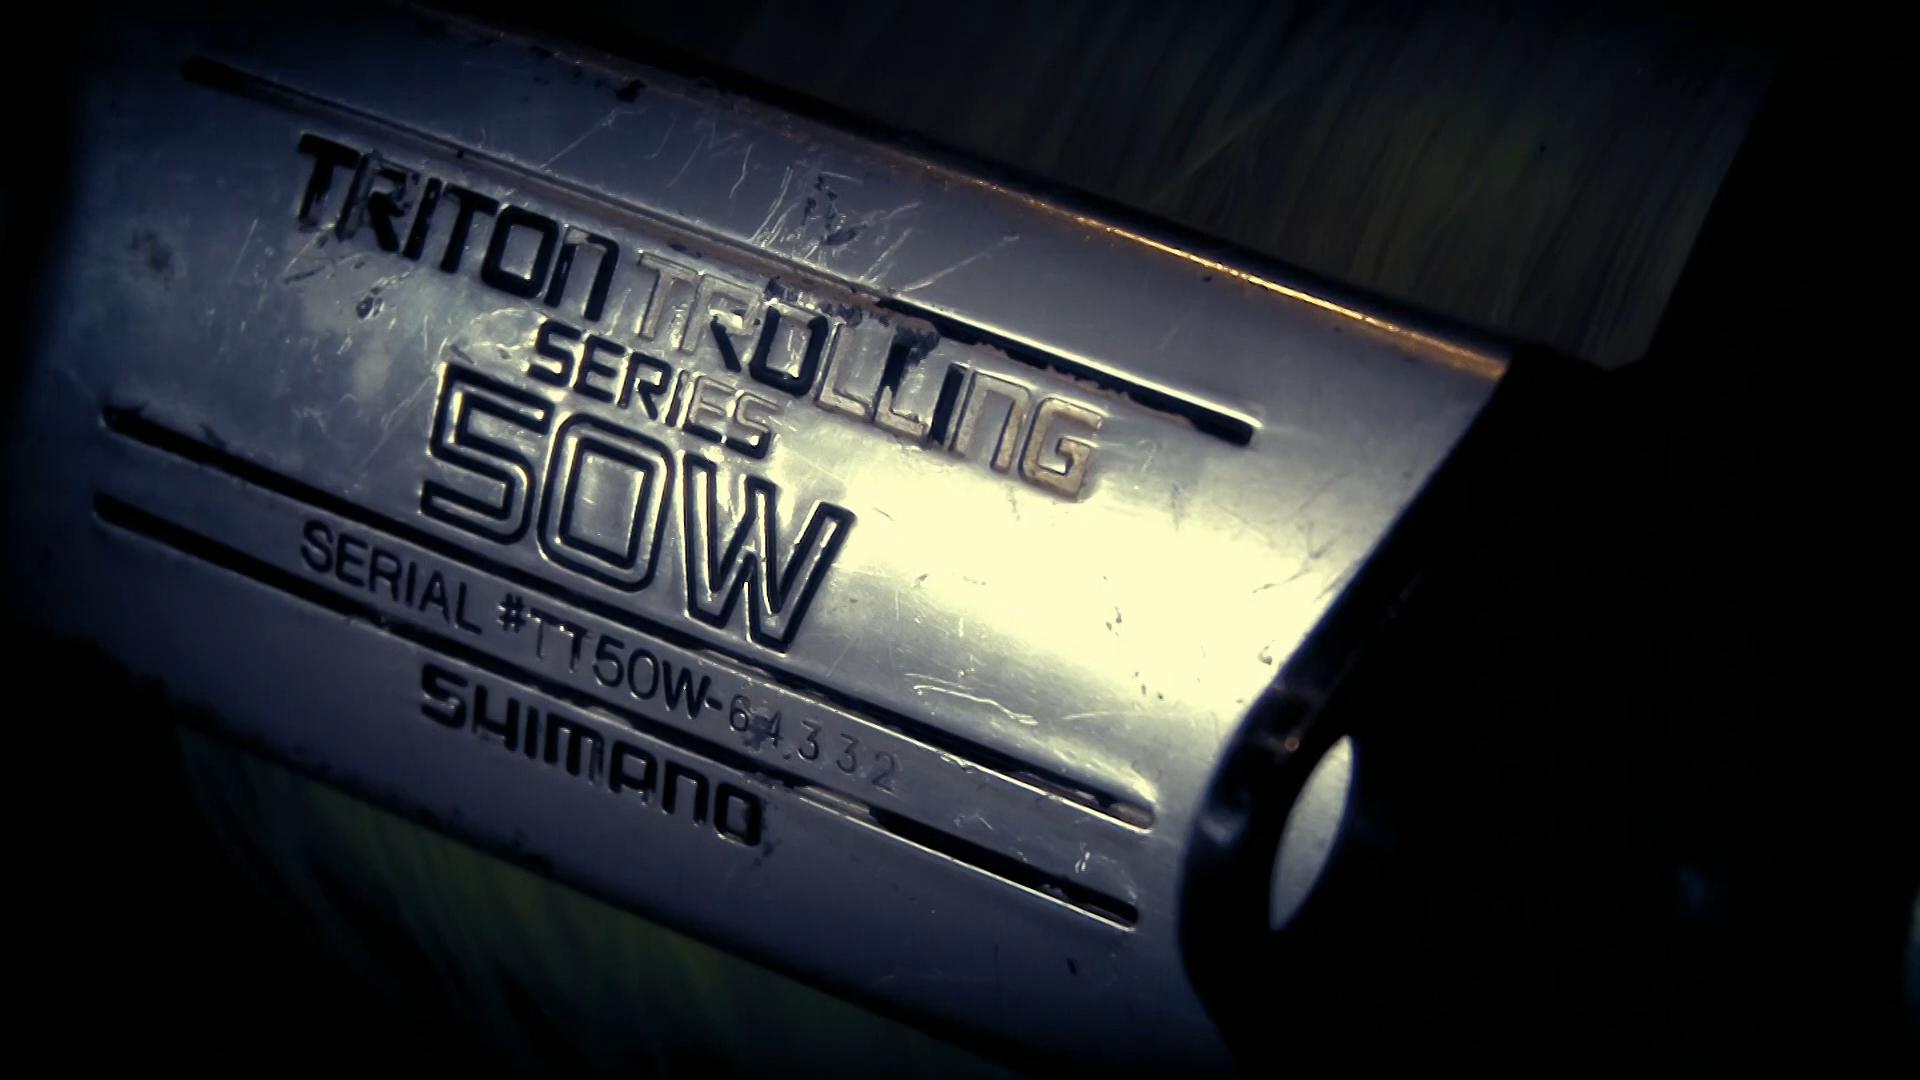 TRITON TROLLING
SERIES
50W
SERIAL #TT50W-64332
SHIMANO